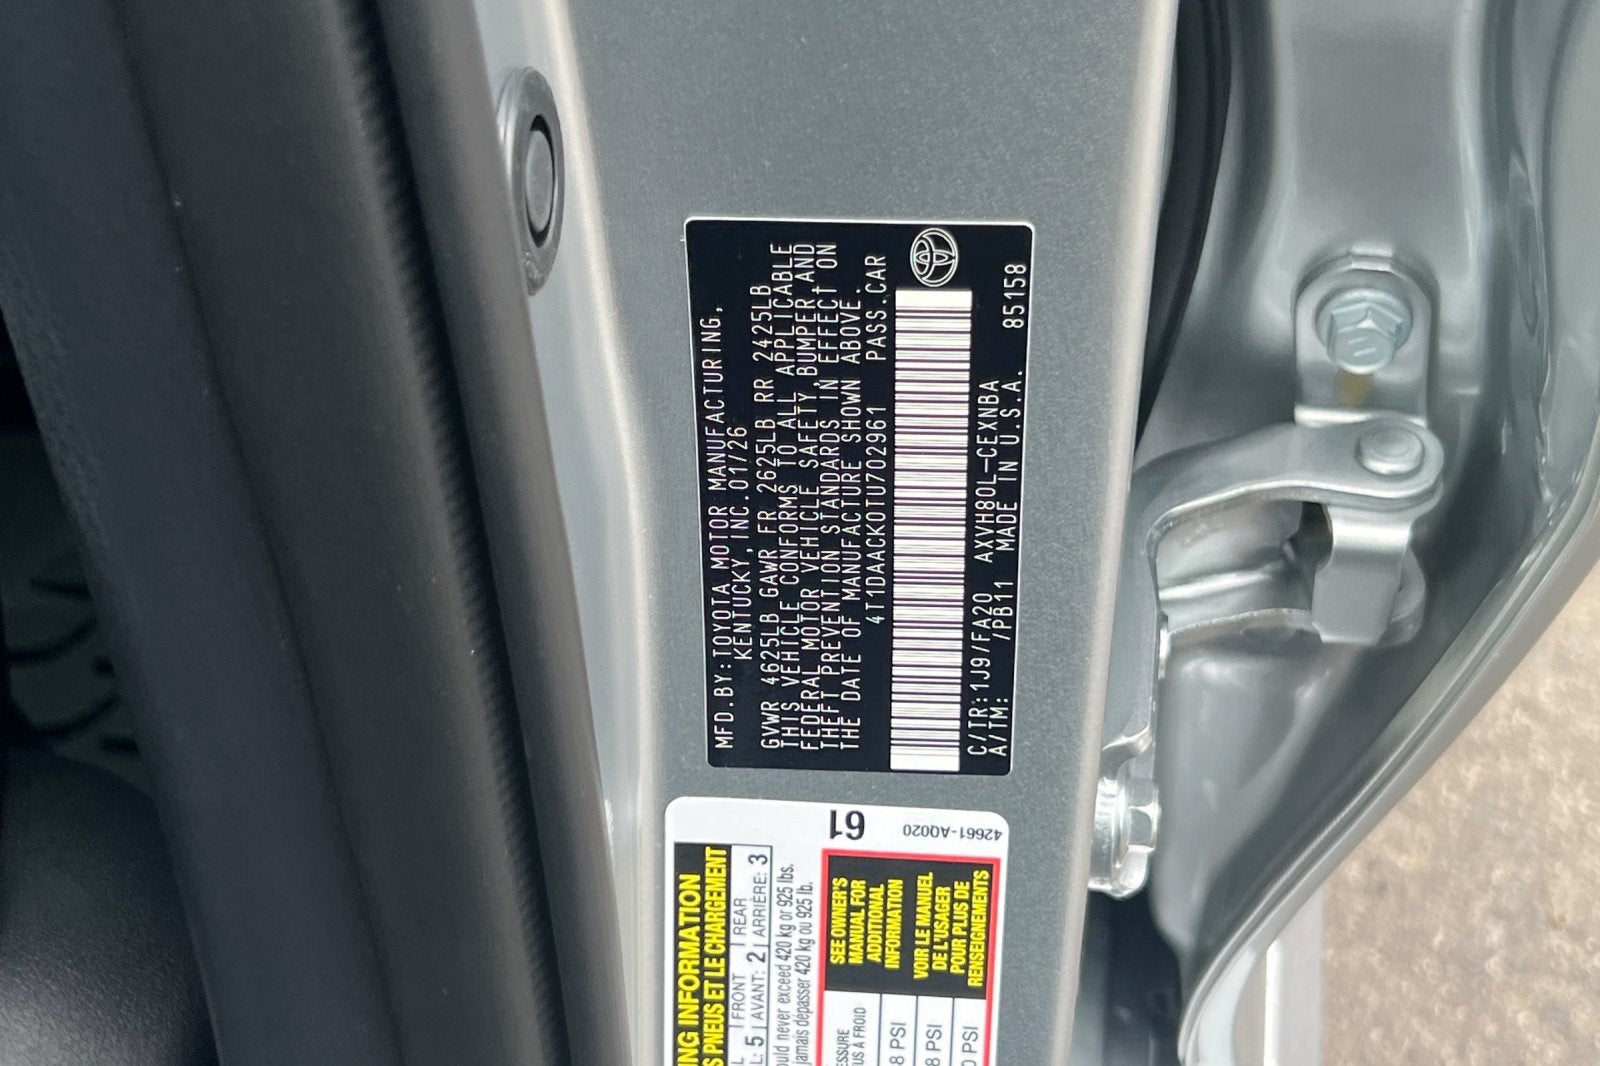 MFD.BY:TOYOTA MOTOR MANUFACTURING,
KENTUCKY, INC.01/26
GVWR 4625LB GAWR FR 2625LB RR 2425LB
THIS VEHICLE CONFORMS TO ALL APPLICABLE
FEDERAL MOTOR VEHICLE SAFETY,BUMPER,AND
THEFT PREVENTION STANDARDS IN EFFECT ON
THE DATE OF MANUFACTURE SHOWN ABOVE.
4T1DAACK0TU702961 PASS.CAR
C/TR:1J9/FA20 AXVH80L-CEXNBA
A/TM: /PB11 MADE IN U.S.A. 85158
61
42661-AQ020
INFORMATION
PNEUS ET LE CHARGEMENT
FRONT REAR
5 AVANT: 2 ARRIÈRE: 3
never exceed 420 kg or 925 lbs.
jamais dépasser 420 kg ou 925 lb.
SEE OWNER'S
MANUAL FOR
ADDITIONAL
INFORMATION
VOIR LE MANUEL
DE L'USAGER
POUR PLUS DE
RENSEIGNEMENTS
À FROID
PSI
PSI
PSI